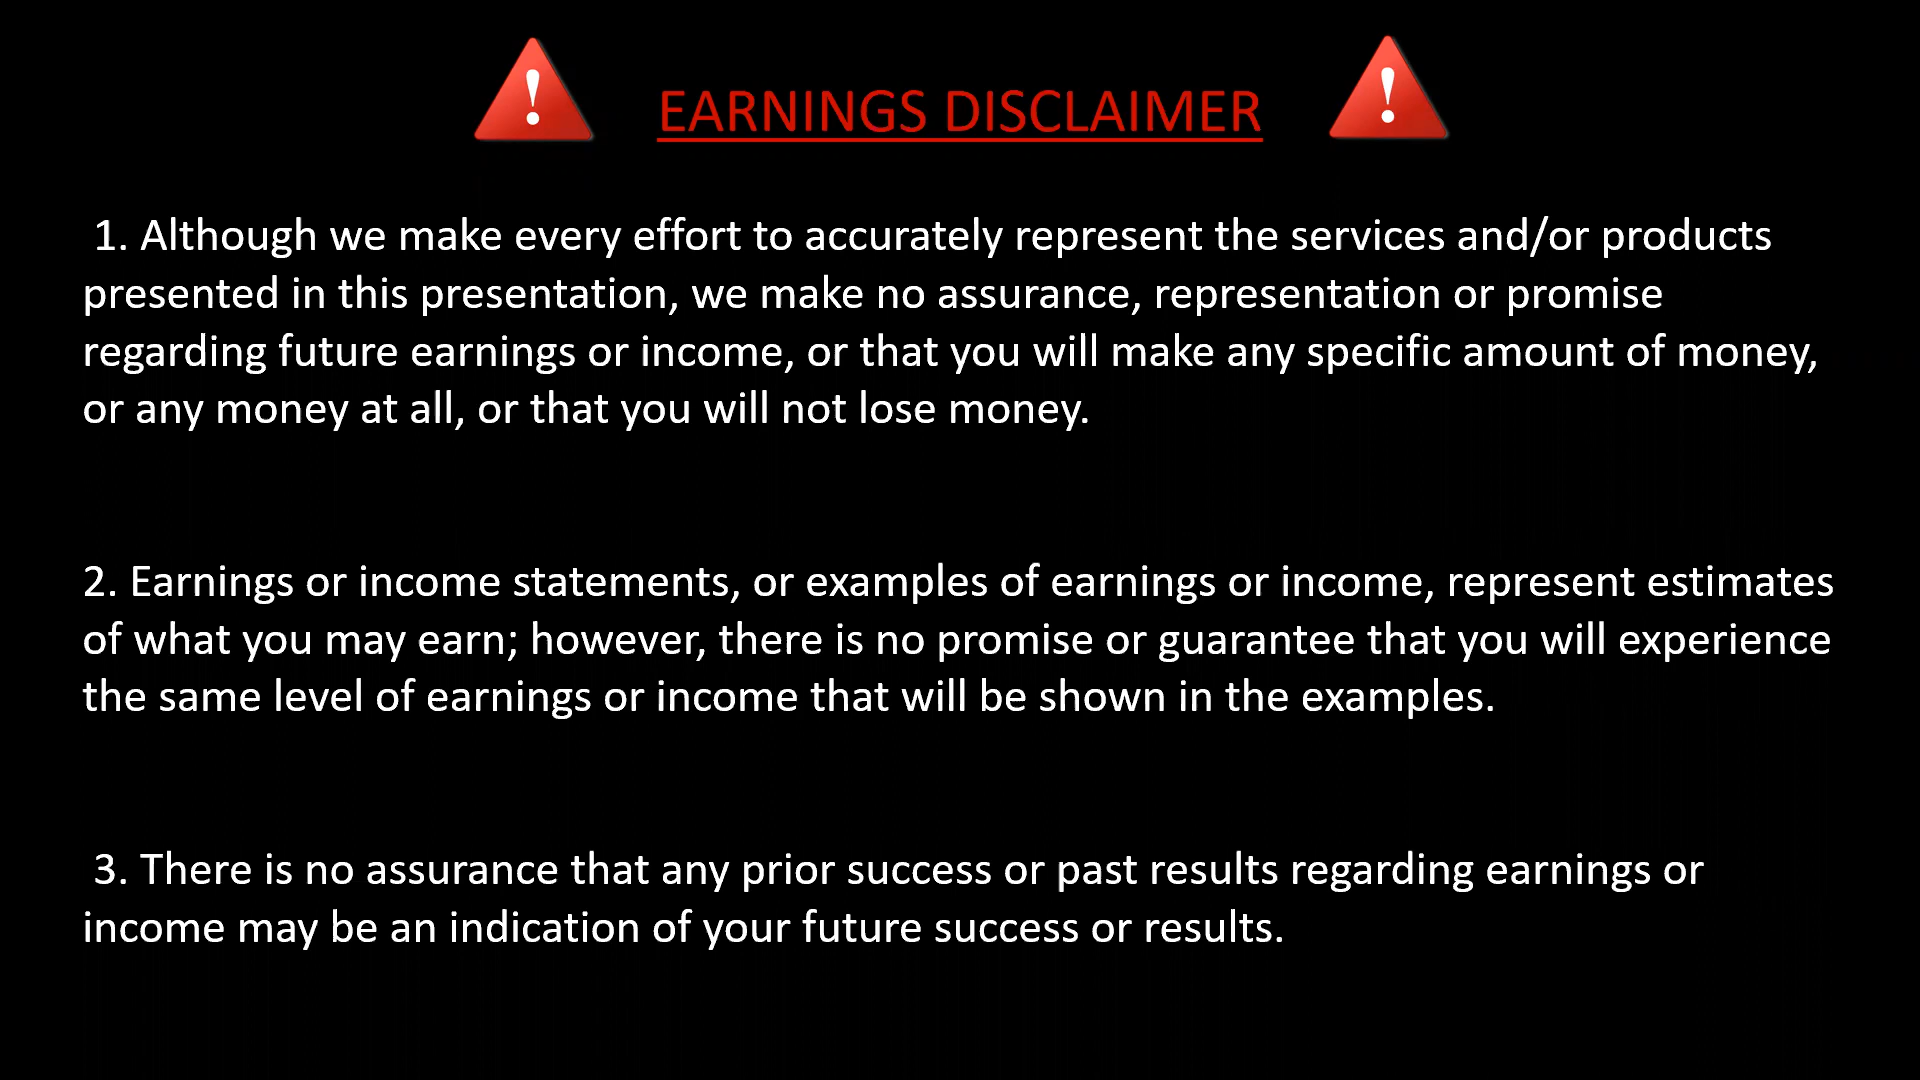 EARNINGS DISCLAIMER
1. Although we make every effort to accurately represent the services and/or products
presented in this presentation, we make no assurance, representation or promise
regarding future earnings or income, or that you will make any specific amount of money,
or any money at all, or that you will not lose money.
2. Earnings or income statements, or examples of earnings or income, represent estimates
of what you may earn; however, there is no promise or guarantee that you will experience
the same level of earnings or income that will be shown in the examples.
3. There is no assurance that any prior success or past results regarding earnings or
income may be an indication of your future success or results.